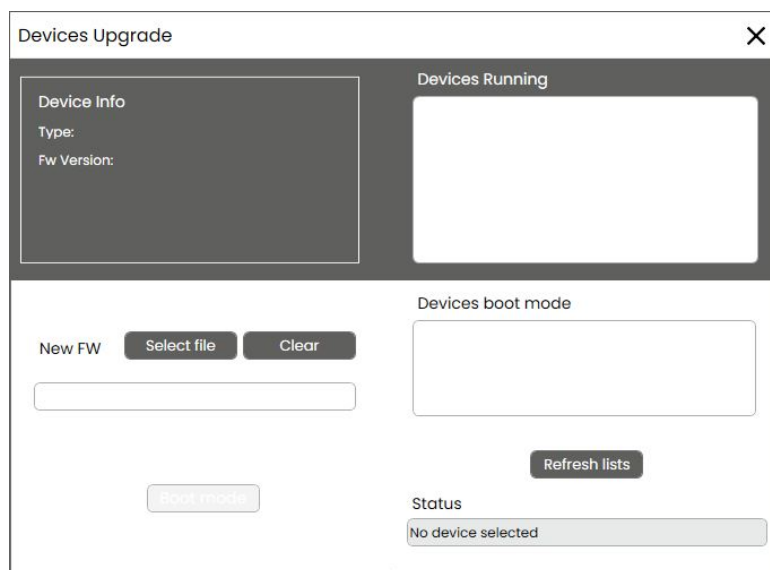 Devices Upgrade
Device Info
Type:
Fw Version:
Devices Running
New FW
Select file
Clear
Boot mode
Devices boot mode
Refresh lists
Status
No device selected